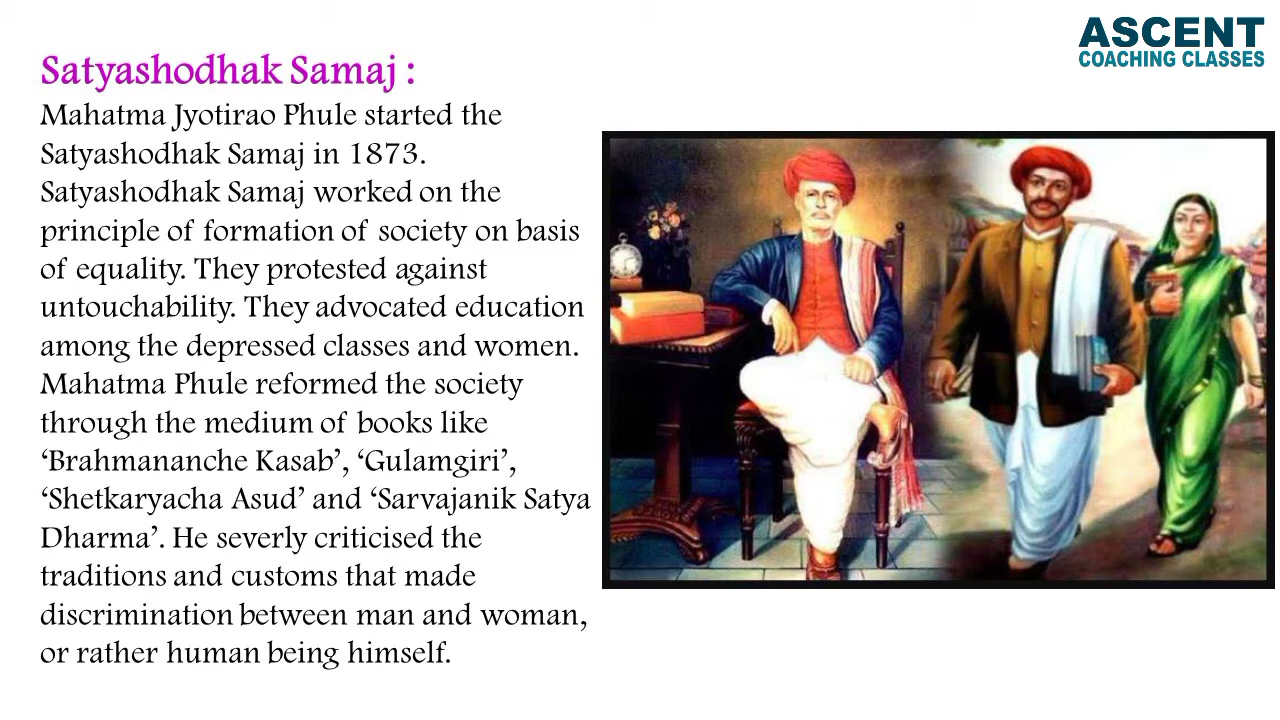 ASCENT
COACHING CLASSES
Satyashodhak Samaj :
Mahatma Jyotirao Phule started the
Satyashodhak Samaj in 1873.
Satyashodhak Samaj worked on the
principle of formation of society on basis
of equality. They protested against
untouchability. They advocated education
among the depressed classes and women.
Mahatma Phule reformed the society
through the medium of books like
‘Brahmananche Kasab’, ‘Gulamgiri’,
‘Shetkaryacha Asud’ and ‘Sarvajanik Satya
Dharma’. He severly criticised the
traditions and customs that made
discrimination between man and woman,
or rather human being himself.